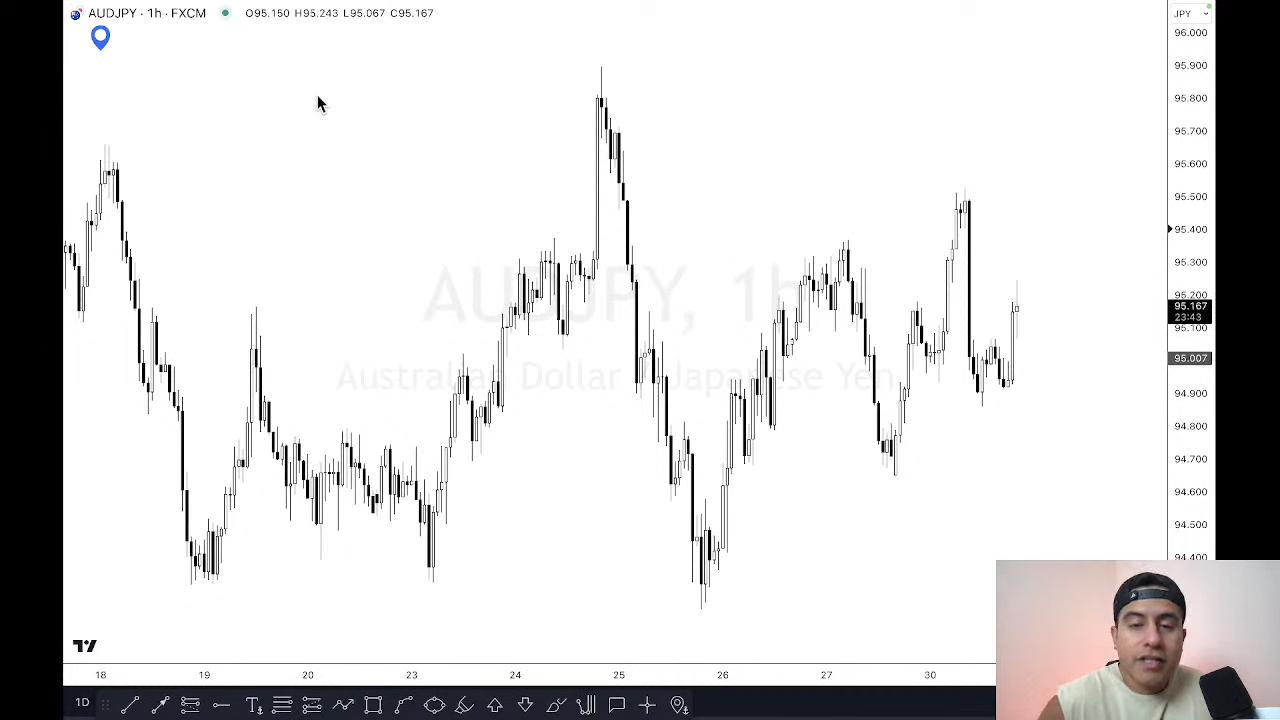 AUDJPY · 1h · FXCM
O95.150 H95.243 L95.067 C95.167
JPY
96.000
95.900
95.800
95.700
95.600
95.500
95.400
95.300
95.200
95.167
23:43
95.100
95.007
94.900
94.800
94.700
94.600
94.500
94.400
AUDJPY, 1h
Australian Dollar / Japanese Yen
18 19 20 23 24 25 26 27 30
1D